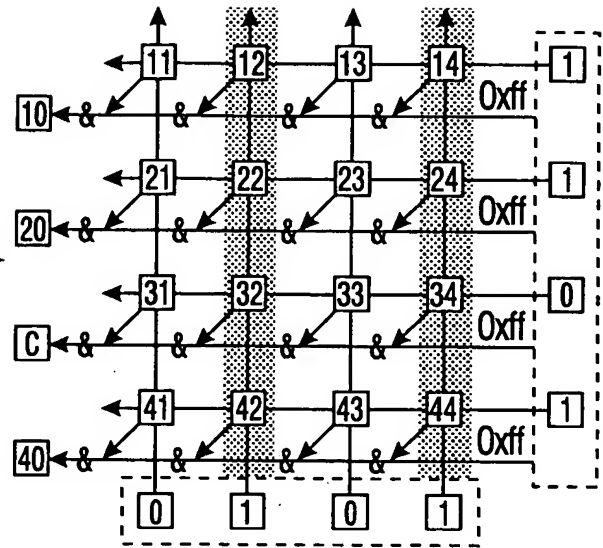 11 12 13 14 1
10 & & & & 0xff
21 22 23 24 1
20 & & & & 0xff
31 32 33 34 0
C & & & & 0xff
41 42 43 44 1
40 & & & & 0xff
0 1 0 1